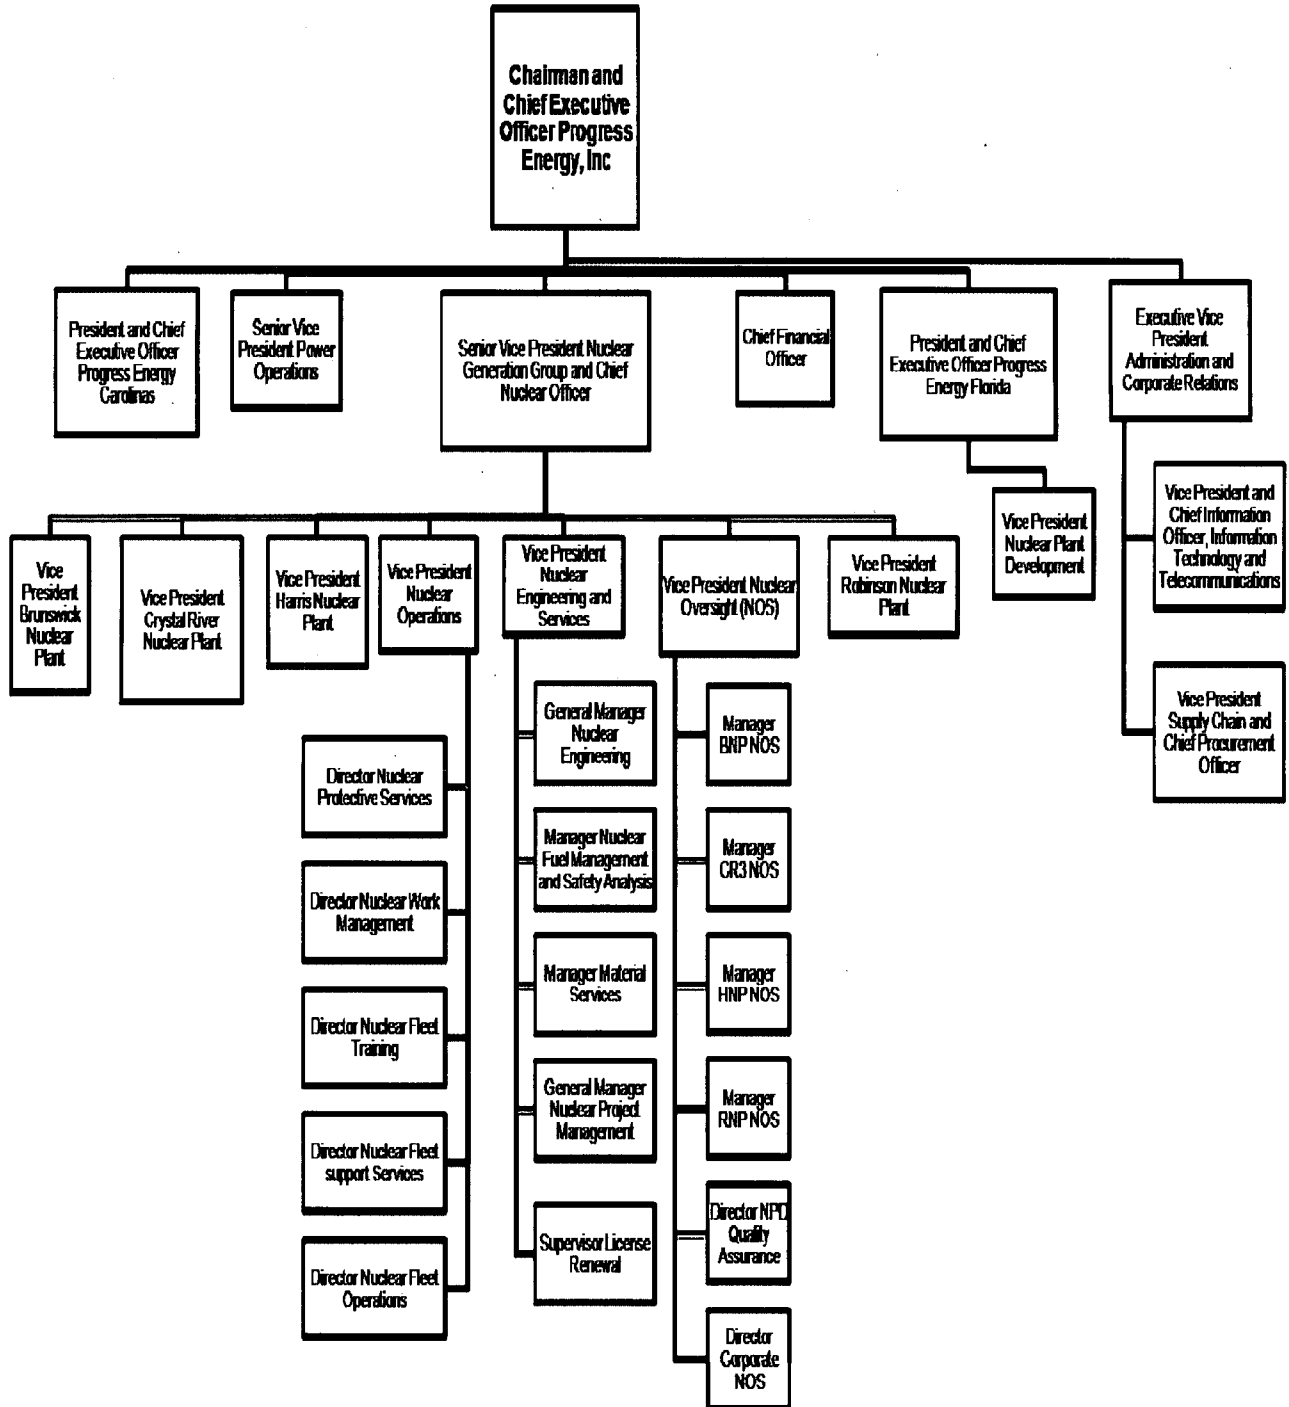 Chairman and
Chief Executive
Officer Progress
Energy, Inc
President and Chief
Executive Officer
Progress Energy
Carolinas
Senior Vice
President Power
Operations
Senior Vice President Nuclear
Generation Group and Chief
Nuclear Officer
Chief Financial
Officer
President and Chief
Executive Officer Progress
Energy Florida
Executive Vice
President
Administration and
Corporate Relations
Vice President
Nuclear Plant
Development
Vice President and
Chief Information
Officer, Information
Technology and
Telecommunications
Vice President
Supply Chain and
Chief Procurement
Officer
Vice
President
Brunswick
Nuclear
Plant
Vice President
Crystal River
Nuclear Plant
Vice President
Harris Nuclear
Plant
Vice President
Nuclear
Operations
Vice President
Nuclear
Engineering and
Services
Vice President Nuclear
Oversight (NOS)
Vice President
Robinson Nuclear
Plant
Director Nuclear
Protective Services
Director Nuclear Work
Management
Director Nuclear Fleet
Training
Director Nuclear Fleet
support Services
Director Nuclear Fleet
Operations
General Manager
Nuclear
Engineering
Manager Nuclear
Fuel Management
and Safety Analysis
Manager Material
Services
General Manager
Nuclear Project
Management
Supervisor License
Renewal
Manager
BNP NOS
Manager
CR3 NOS
Manager
HNP NOS
Manager
RNP NOS
Director NPD
Quality
Assurance
Director
Corporate
NOS